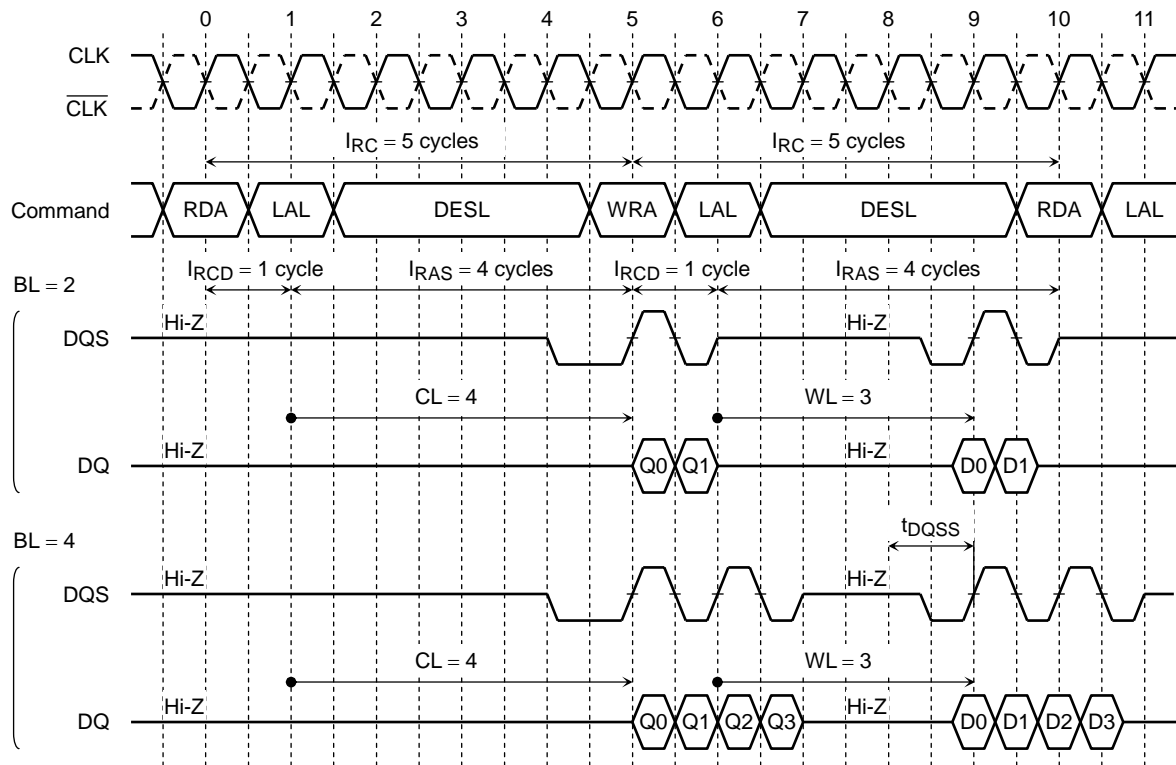 0 1 2 3 4 5 6 7 8 9 10 11
CLK
CLK
IRC = 5 cycles IRC = 5 cycles
Command RDA LAL DESL WRA LAL DESL RDA LAL
IRCD = 1 cycle IRAS = 4 cycles IRCD = 1 cycle IRAS = 4 cycles
BL = 2
Hi-Z Hi-Z
DQS
CL = 4 WL = 3
Hi-Z Hi-Z
DQ Q0 Q1 D0 D1
tDQSS
BL = 4
Hi-Z Hi-Z
DQS
CL = 4 WL = 3
Hi-Z Hi-Z
DQ Q0 Q1 Q2 Q3 D0 D1 D2 D3